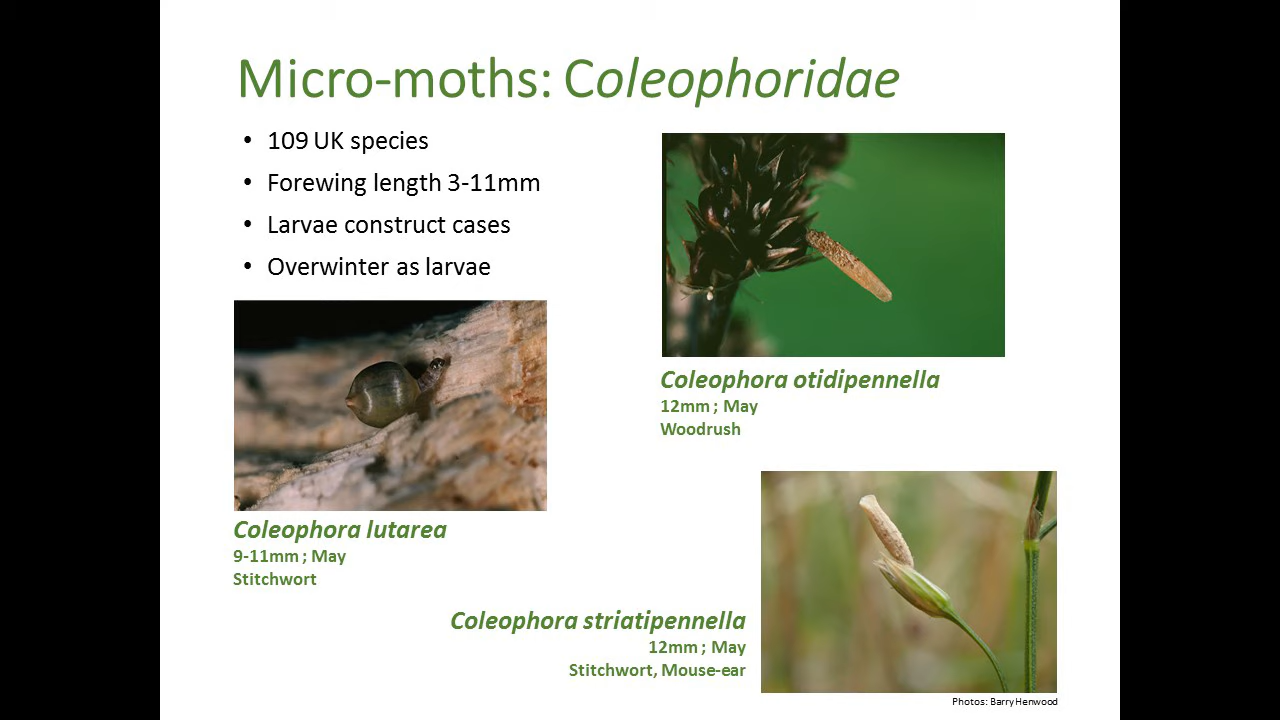 Micro-moths: Coleophoridae
• 109 UK species
• Forewing length 3-11mm
• Larvae construct cases
• Overwinter as larvae
Coleophora otidipennella
12mm ; May
Woodrush
Coleophora lutarea
9-11mm ; May
Stitchwort
Coleophora striatipennella
12mm ; May
Stitchwort, Mouse-ear
Photos: Barry Henwood